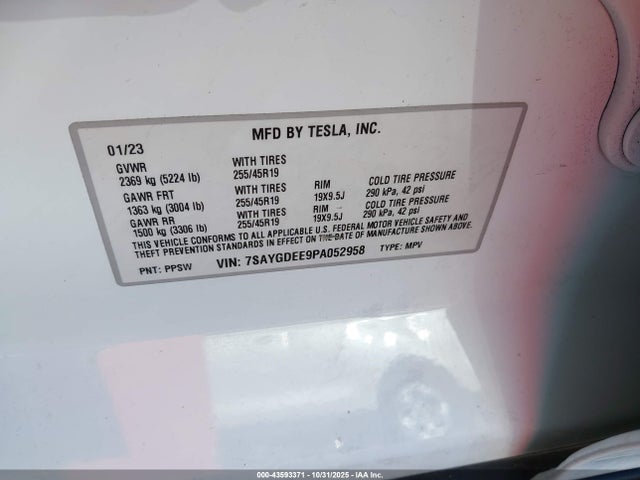 MFD BY TESLA, INC.
01/23
GVWR WITH TIRES
2369 kg (5224 lb) 255/45R19
GAWR FRT WITH TIRES RIM COLD TIRE PRESSURE
1363 kg (3004 lb) 255/45R19 19X9.5J 290 kPa, 42 psi
GAWR RR WITH TIRES RIM COLD TIRE PRESSURE
1500 kg (3306 lb) 255/45R19 19X9.5J 290 kPa, 42 psi
THIS VEHICLE CONFORMS TO ALL APPLICABLE U.S. FEDERAL MOTOR VEHICLE SAFETY AND
THEFT PREVENTION STANDARDS IN EFFECT ON THE DATE OF MANUFACTURE SHOWN ABOVE.
PNT: PPSW VIN: 7SAYGDEE9PA052958 TYPE: MPV
000-43593371 - 10/31/2025 - IAA Inc.